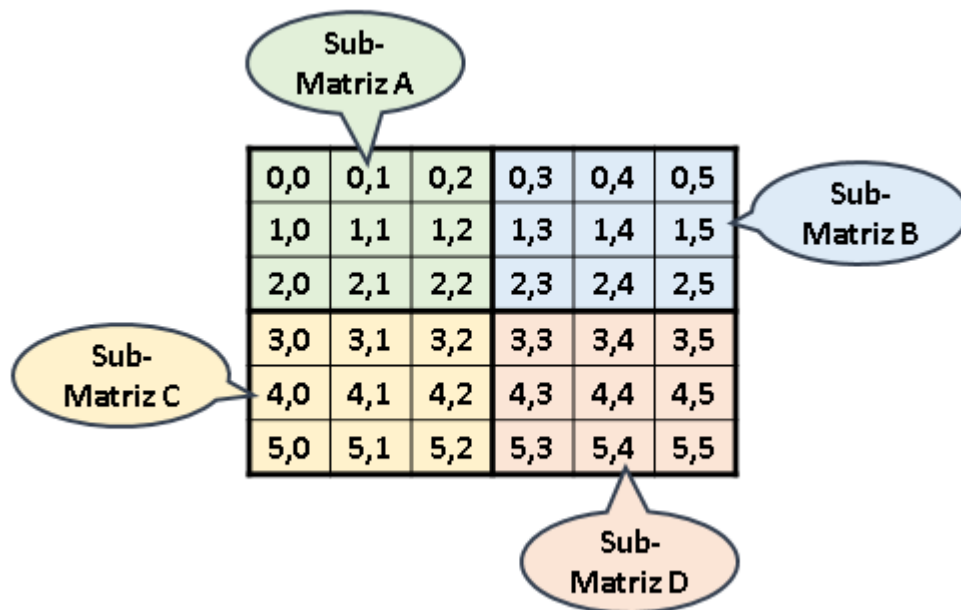 Sub-
Matriz A
0,0 0,1 0,2 0,3 0,4 0,5
1,0 1,1 1,2 1,3 1,4 1,5
2,0 2,1 2,2 2,3 2,4 2,5
Sub-
Matriz B
3,0 3,1 3,2 3,3 3,4 3,5
4,0 4,1 4,2 4,3 4,4 4,5
5,0 5,1 5,2 5,3 5,4 5,5
Sub-
Matriz C
Sub-
Matriz D